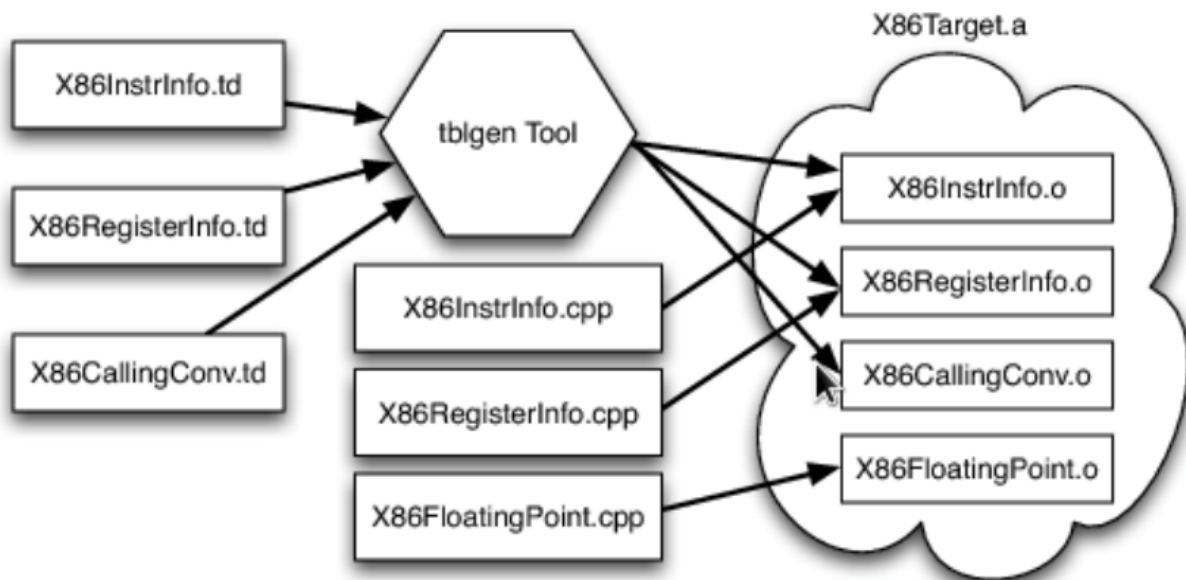 X86Target.a
X86InstrInfo.td
tblgen Tool
X86RegisterInfo.td
X86CallingConv.td
X86InstrInfo.cpp
X86RegisterInfo.cpp
X86FloatingPoint.cpp
X86InstrInfo.o
X86RegisterInfo.o
X86CallingConv.o
X86FloatingPoint.o